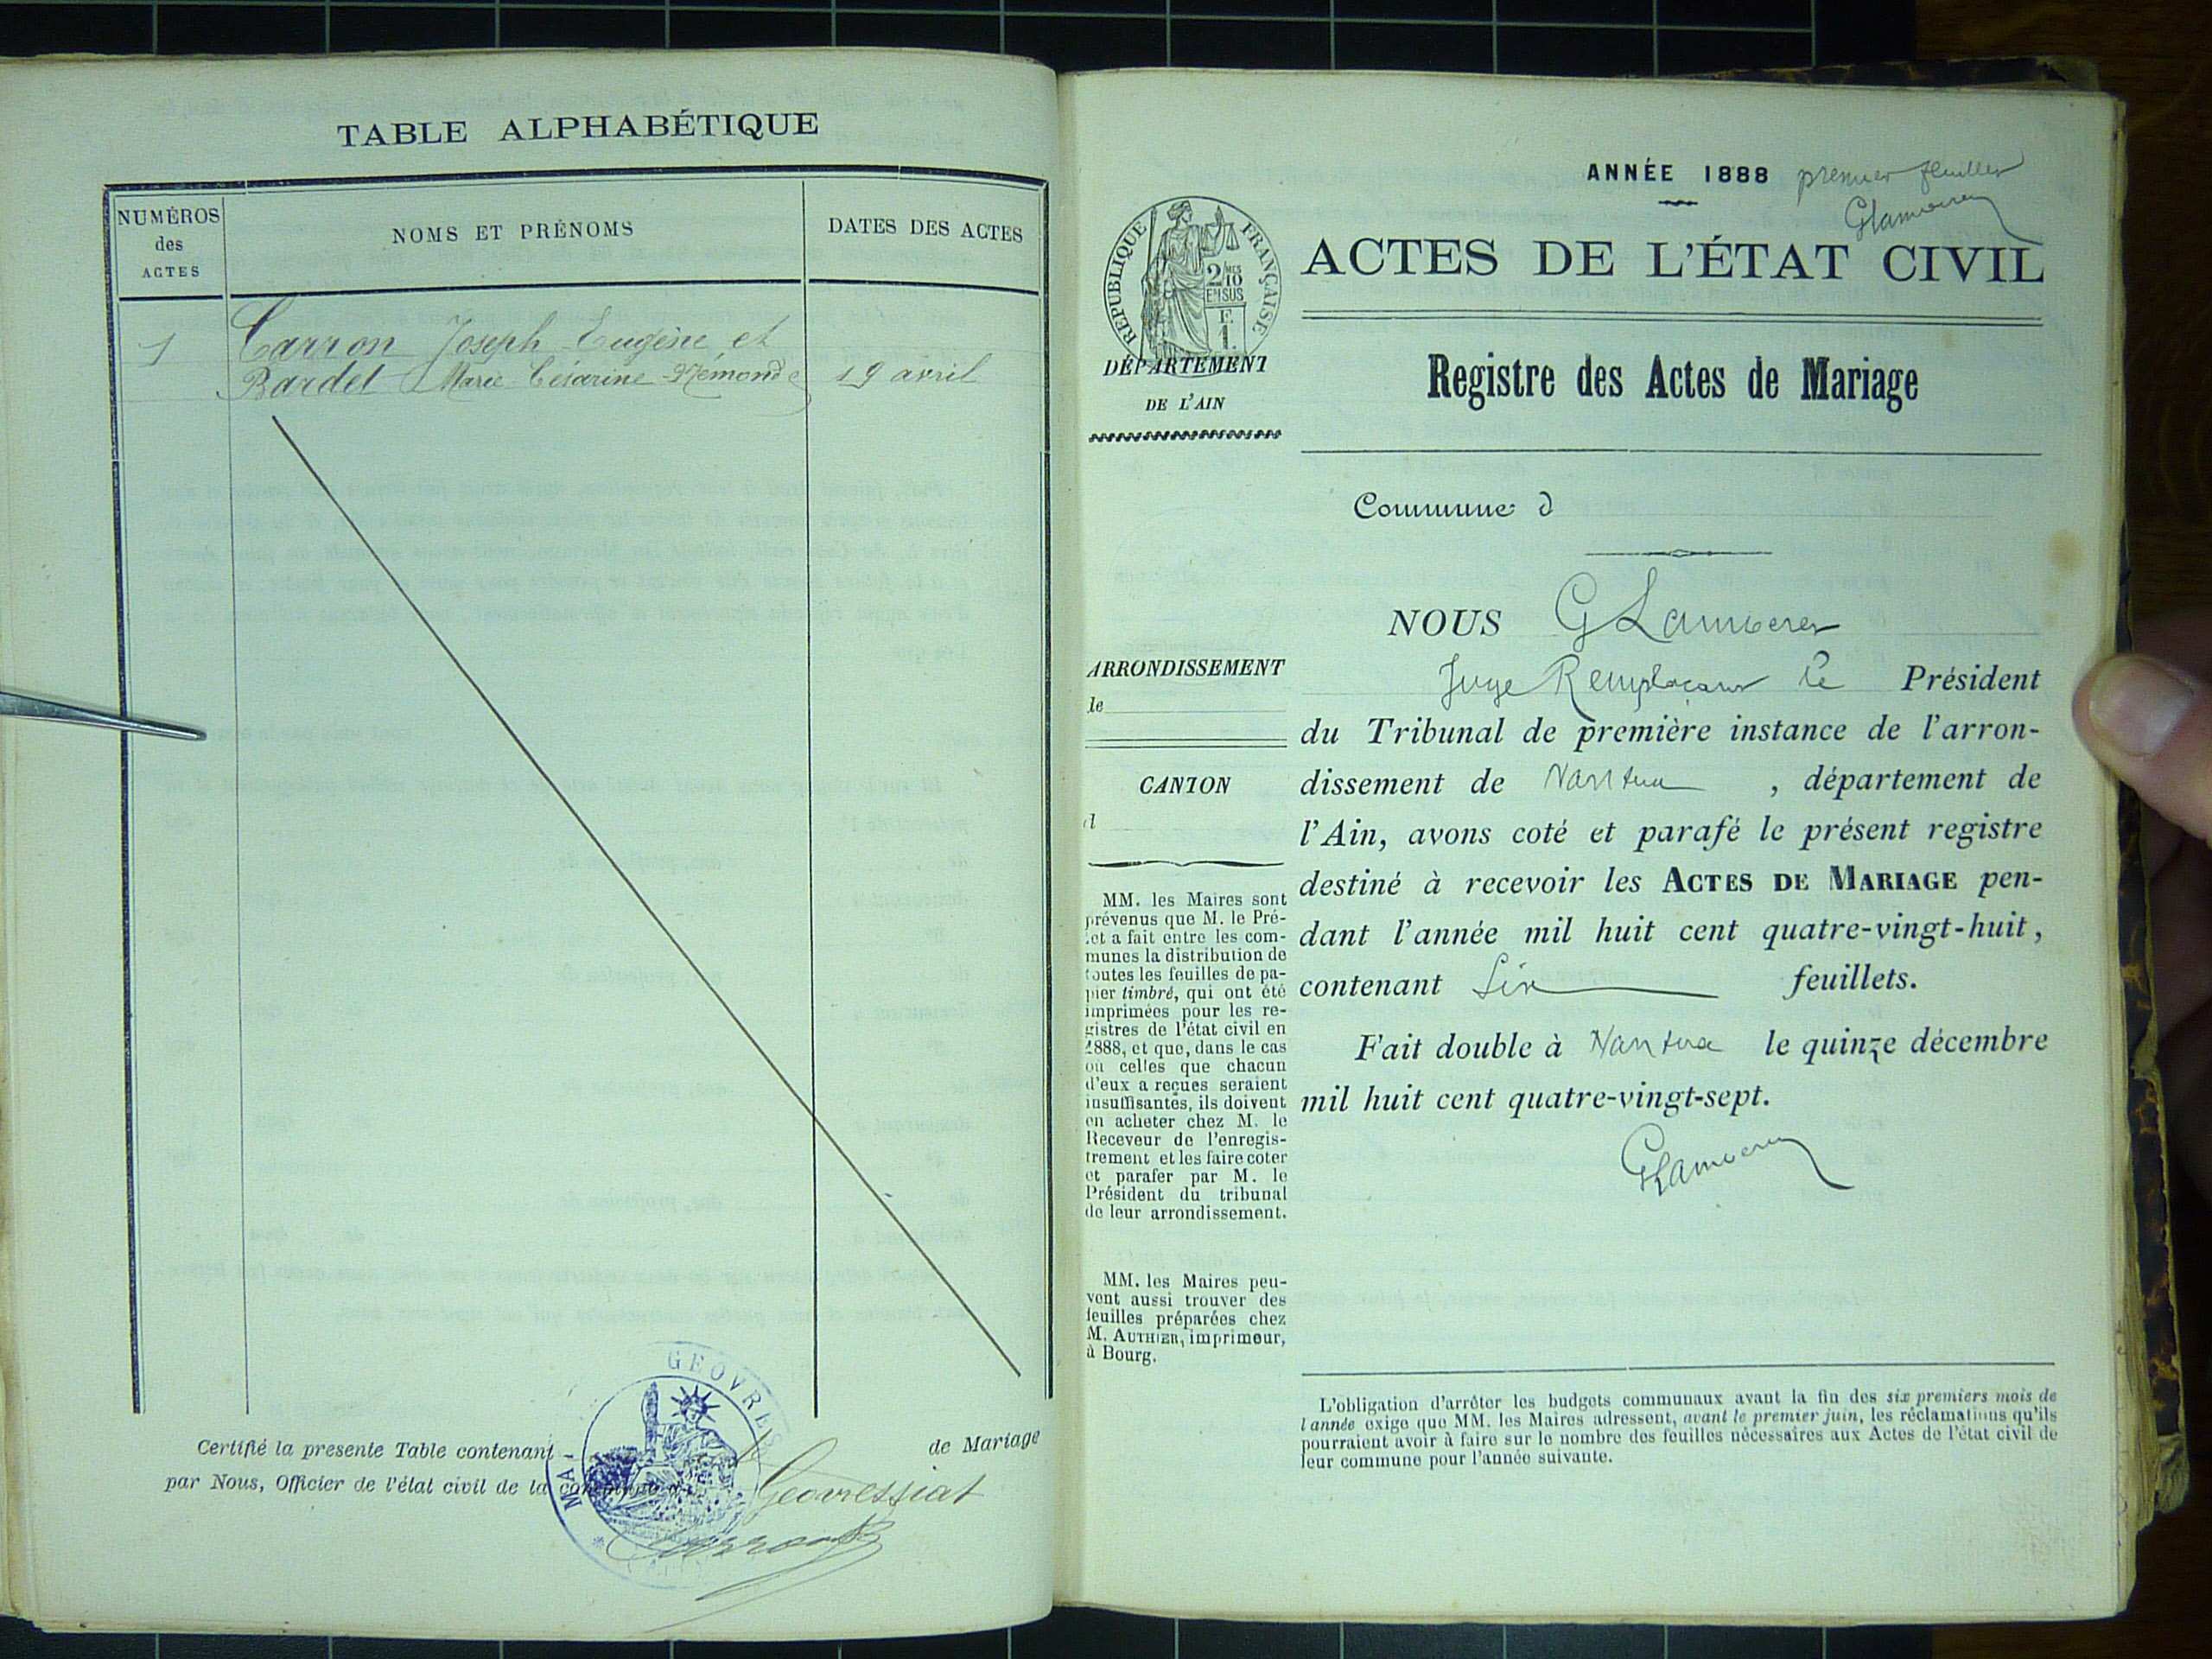 TABLE ALPHABÉTIQUE
NUMÉROS
des
ACTES
NOMS ET PRÉNOMS
DATES DES ACTES
1
Carron Joseph Eugène et
Bardet Marie Césarine Némonde 19 avril
Certifié la presente Table contenant de Mariage
par Nous, Officier de l'état civil de la commune d Geovressiat
GEOVRES
MAI
ANNÉE 1888 premier feuillet
RÉPUBLIQUE FRANÇAISE
2/10
EN SUS
F.
1.
ACTES DE L'ÉTAT CIVIL
DÉPARTEMENT
DE L'AIN
Registre des Actes de Mariage
Commune d
NOUS G Lamberet
Juge Remplaçant le Président
du Tribunal de première instance de l'arron-
dissement de Nantua , département de
l'Ain, avons coté et parafé le présent registre
destiné à recevoir les ACTES DE MARIAGE pen-
dant l'année mil huit cent quatre-vingt-huit,
contenant Six feuillets.
Fait double à Nantua le quinze décembre
mil huit cent quatre-vingt-sept.
ARRONDISSEMENT
de
CANTON
d
MM. les Maires sont
prévenus que M. le Pré-
fet a fait entre les com-
munes la distribution de
toutes les feuilles de pa-
pier timbré, qui ont été
imprimées pour les re-
gistres de l'état civil en
1888, et que, dans le cas
où celles que chacun
d'eux a reçues seraient
insuffisantes, ils doivent
en acheter chez M. le
Receveur de l'enregis-
trement et les faire coter
et parafer par M. le
Président du tribunal
de leur arrondissement.
MM. les Maires peu-
vent aussi trouver des
feuilles préparées chez
M. AUTHIER, imprimeur,
à Bourg.
L'obligation d'arrêter les budgets communaux avant la fin des six premiers mois de
l'année exige que MM. les Maires adressent, avant le premier juin, les réclamations qu'ils
pourraient avoir à faire sur le nombre des feuilles nécessaires aux Actes de l'état civil de
leur commune pour l'année suivante.